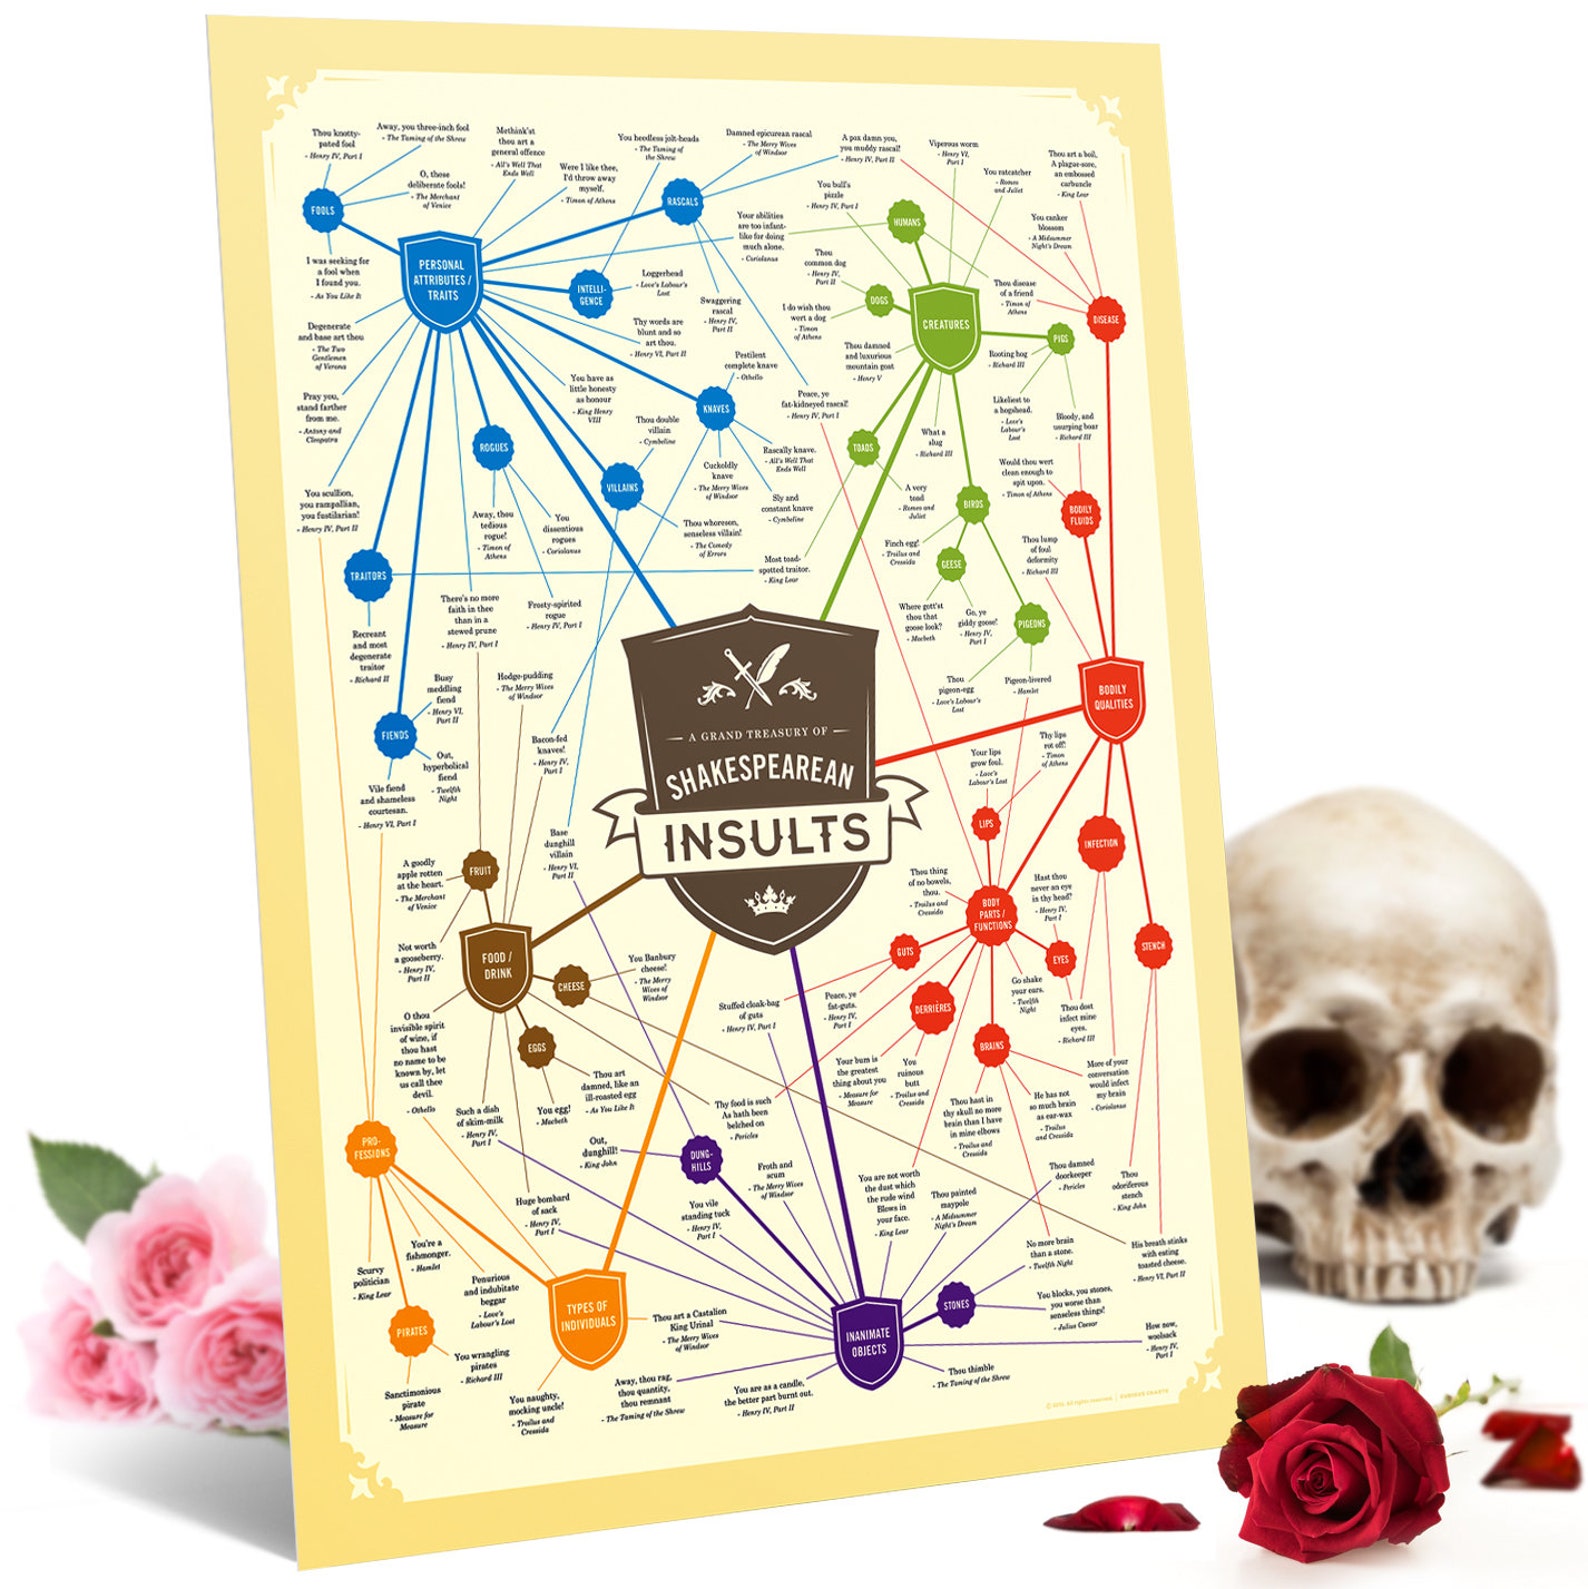 Thou knotty-
pated fool
- Henry IV, Part I
Away, you three-inch fool
- The Taming of the Shrew
Methink'st
thou art a
general offence
- All's Well That
Ends Well
O, these
deliberate fools!
- The Merchant
of Venice
Were I like thee,
I'd throw away
myself.
- Timon of Athens
You heedless jolt-heads
- The Taming of
the Shrew
Damned epicurean rascal
- The Merry Wives
of Windsor
A pox damn you,
you muddy rascal!
- Henry IV, Part II
Viperous worm
- Henry VI,
Part I
You ratcatcher
- Romeo
and Juliet
Thou art a boil,
A plague-sore,
an embossed
carbuncle
- King Lear
You bull's
pizzle
- Henry IV, Part I
You canker
blossom
- A Midsummer
Night's Dream
FOOLS
RASCALS
HUMANS
I was seeking for
a fool when
I found you.
- As You Like It
PERSONAL
ATTRIBUTES /
TRAITS
INTELLI-
GENCE
Loggerhead
- Love's Labour's
Lost
Your abilities
are too infant-
like for doing
much alone.
- Coriolanus
Thou
common dog
- Henry IV,
Part II
DOGS
CREATURES
Thou disease
of a friend
- Timon of
Athens
DISEASE
Swaggering
rascal
- Henry IV,
Part II
I do wish thou
wert a dog
- Timon
of Athens
Degenerate
and base art thou
- The Two
Gentlemen
of Verona
Thy words are
blunt and so
art thou.
- Henry VI, Part II
PIGS
Rooting hog
- Richard III
Thou damned
and luxurious
mountain goat
- Henry V
Pestilent
complete knave
- Othello
Pray you,
stand farther
from me.
- Antony and
Cleopatra
You have as
little honesty
as honour
- King Henry
VIII
KNAVES
Peace, ye
fat-kidneyed rascal!
- Henry IV, Part I
Likeliest to
a hogshead.
- Love's
Labour's
Lost
Bloody, and
usurping boar
- Richard III
ROGUES
Thou double
villain
- Cymbeline
TOADS
What a
slug
- Richard III
Rascally knave.
- All's Well That
Ends Well
Would thou wert
clean enough to
spit upon.
- Timon of Athens
VILLAINS
Cuckoldly
knave
- The Merry Wives
of Windsor
Sly and
constant knave
- Cymbeline
A very
toad
- Romeo and
Juliet
BIRDS
BODILY
FLUIDS
You scullion,
you rampallian,
you fustilarian!
- Henry IV, Part II
Away, thou
tedious
rogue!
- Timon of
Athens
You
dissentious
rogues
- Coriolanus
Thou whoreson,
senseless villain!
- The Comedy
of Errors
Finch egg!
- Troilus and
Cressida
Thou lump
of foul
deformity
- Richard III
TRAITORS
Most toad-
spotted traitor.
- King Lear
GEESE
There's no more
faith in thee
than in a
stewed prune
- Henry IV, Part I
Frosty-spirited
rogue
- Henry IV, Part I
Where gott'st
thou that
goose look?
- Macbeth
Go, ye
giddy goose!
- Henry IV,
Part I
PIGEONS
Recreant
and most
degenerate
traitor
- Richard II
Busy
meddling
fiend
- Henry VI,
Part II
Hodge-pudding
- The Merry Wives
of Windsor
Thou
pigeon-egg
- Love's Labour's
Lost
Pigeon-livered
- Hamlet
BODILY
QUALITIES
FIENDS
Out,
hyperbolical
fiend
- Twelfth
Night
Bacon-fed
knaves!
- Henry IV,
Part I
A GRAND TREASURY OF
SHAKESPEAREAN
INSULTS
Your lips
grow foul.
- Love's
Labour's Lost
Thy lips
rot off!
- Timon
of Athens
Vile fiend
and shameless
courtesan.
- Henry VI, Part I
Base
dunghill
villain
- Henry VI,
Part II
LIPS
INFECTION
A goodly
apple rotten
at the heart.
- The Merchant
of Venice
FRUIT
Thou thing
of no bowels,
thou.
- Troilus and
Cressida
BODY
PARTS /
FUNCTIONS
Hast thou
never an eye
in thy head?
- Henry IV,
Part I
Not worth
a gooseberry.
- Henry IV,
Part II
FOOD /
DRINK
CHEESE
You Banbury
cheese!
- The Merry
Wives of
Windsor
GUTS
EYES
STENCH
Stuffed cloak-bag
of guts
- Henry IV, Part I
Peace, ye
fat-guts.
- Henry IV,
Part I
DERRIÈRES
Go shake
your ears.
- Twelfth
Night
Thou dost
infect mine
eyes.
- Richard III
O thou
invisible spirit
of wine, if
thou hast
no name to be
known by, let
us call thee
devil.
- Othello
EGGS
BRAINS
Thou art
damned, like an
ill-roasted egg
- As You Like It
Your bum is
the greatest
thing about you
- Measure for
Measure
You
ruinous
butt
- Troilus and
Cressida
More of your
conversation
would infect
my brain
- Coriolanus
Such a dish
of skim-milk
- Henry IV,
Part I
You egg!
- Macbeth
Thy food is such
As hath been
belched on
- Pericles
Thou hast in
thy skull no more
brain than I have
in mine elbows
- Troilus and
Cressida
He has not
so much brain
as ear-wax
- Troilus
and Cressida
PRO-
FESSIONS
Out,
dunghill!
- King John
DUNG-
HILLS
Froth and
scum
- The Merry Wives
of Windsor
You are not worth
the dust which
the rude wind
Blows in
your face.
- King Lear
Thou painted
maypole
- A Midsummer
Night's Dream
Thou damned
doorkeeper
- Pericles
Thou
odoriferous
stench
- King John
Huge bombard
of sack
- Henry IV,
Part I
You vile
standing tuck
- Henry IV,
Part I
You're a
fishmonger.
- Hamlet
No more brain
than a stone.
- Twelfth Night
His breath stinks
with eating
toasted cheese.
- Henry VI, Part II
Scurvy
politician
- King Lear
Penurious
and indubitate
beggar
- Love's
Labour's Lost
TYPES OF
INDIVIDUALS
Thou art a Castalion
King Urinal
- The Merry Wives
of Windsor
INANIMATE
OBJECTS
STONES
You blocks, you stones,
you worse than
senseless things!
- Julius Caesar
How now,
woolsack
- Henry IV,
Part I
PIRATES
You wrangling
pirates
- Richard III
Sanctimonious
pirate
- Measure for
Measure
You naughty,
mocking uncle!
- Troilus and
Cressida
Away, thou rag,
thou quantity,
thou remnant
- The Taming of the Shrew
You are as a candle,
the better part burnt out.
- Henry IV, Part II
Thou thimble
- The Taming of the Shrew